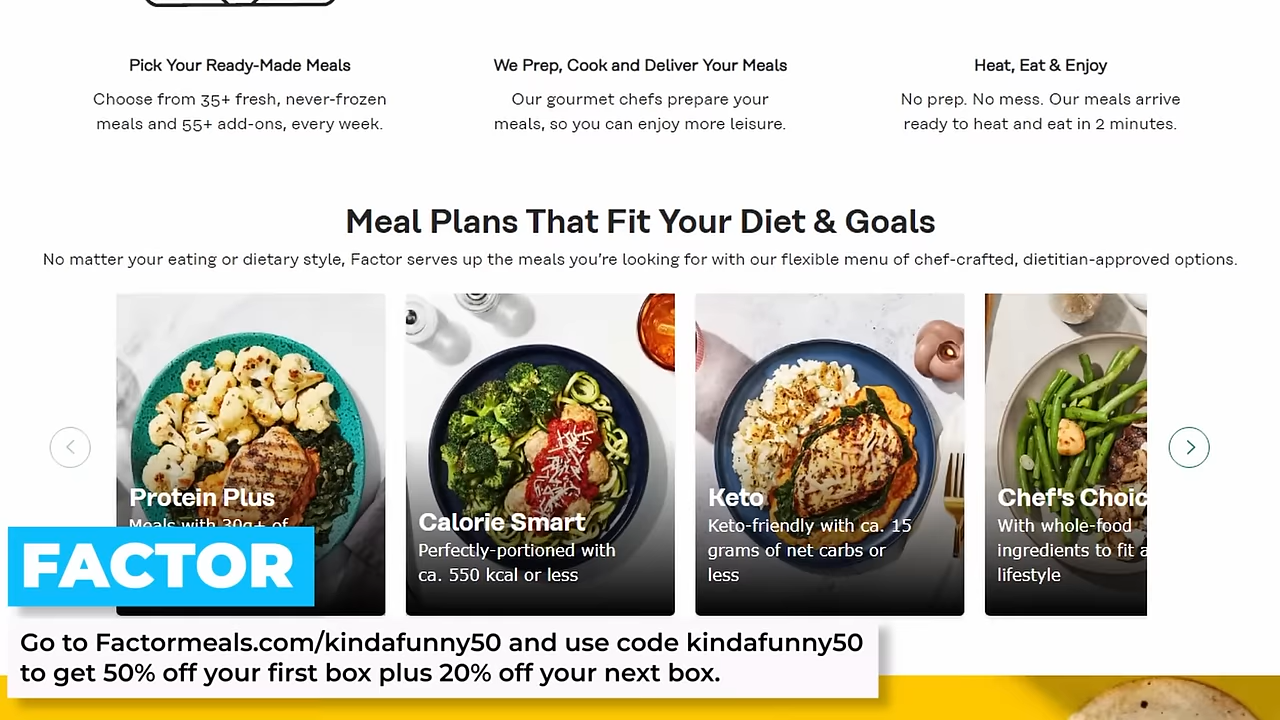 Pick Your Ready-Made Meals
Choose from 35+ fresh, never-frozen
meals and 55+ add-ons, every week.
We Prep, Cook and Deliver Your Meals
Our gourmet chefs prepare your
meals, so you can enjoy more leisure.
Heat, Eat & Enjoy
No prep. No mess. Our meals arrive
ready to heat and eat in 2 minutes.
Meal Plans That Fit Your Diet & Goals
No matter your eating or dietary style, Factor serves up the meals you're looking for with our flexible menu of chef-crafted, dietitian-approved options.
Protein Plus
Meals with 30g+ of
Calorie Smart
Perfectly-portioned with
ca. 550 kcal or less
Keto
Keto-friendly with ca. 15
grams of net carbs or
less
Chef's Choic
With whole-food
ingredients to fit a
lifestyle
FACTOR
Go to Factormeals.com/kindafunny50 and use code kindafunny50
to get 50% off your first box plus 20% off your next box.